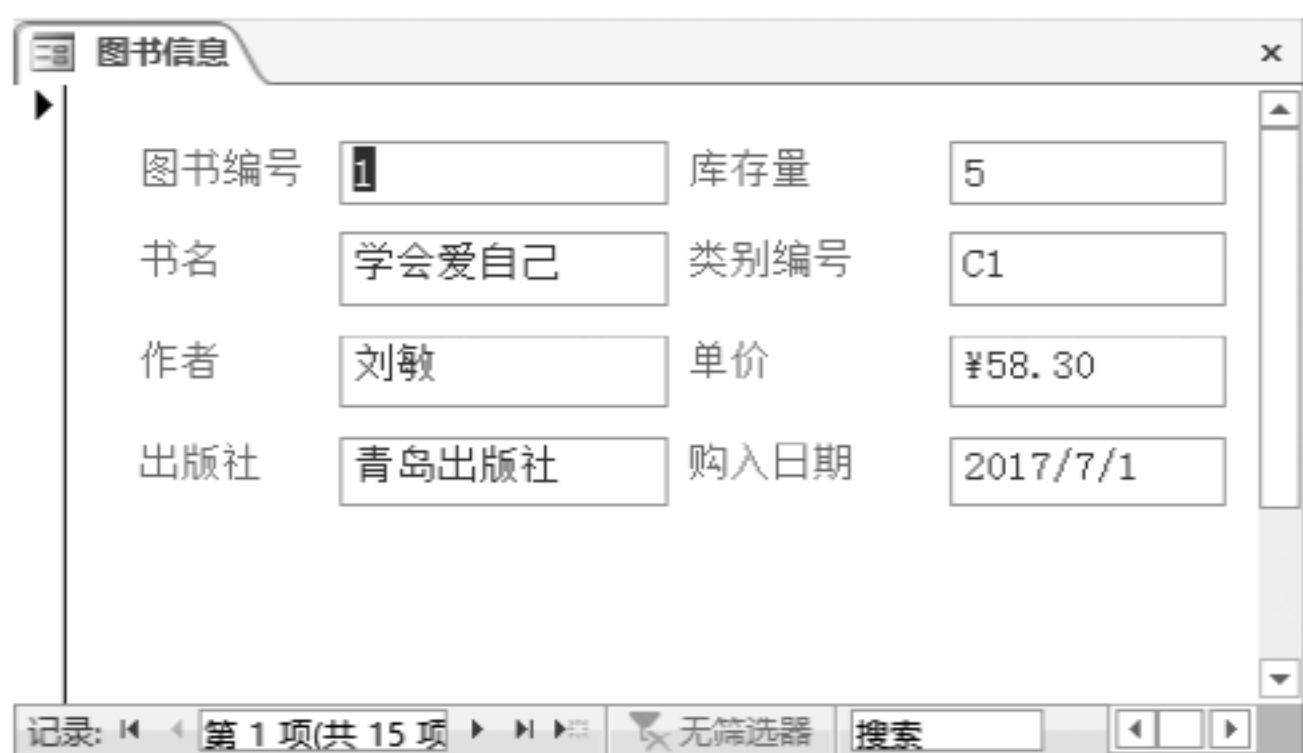 图书信息
图书编号 1 库存量 5
书名 学会爱自己 类别编号 C1
作者 刘敏 单价 ¥58.30
出版社 青岛出版社 购入日期 2017/7/1
记录: 第 1 项(共 15 项 无筛选器 搜索